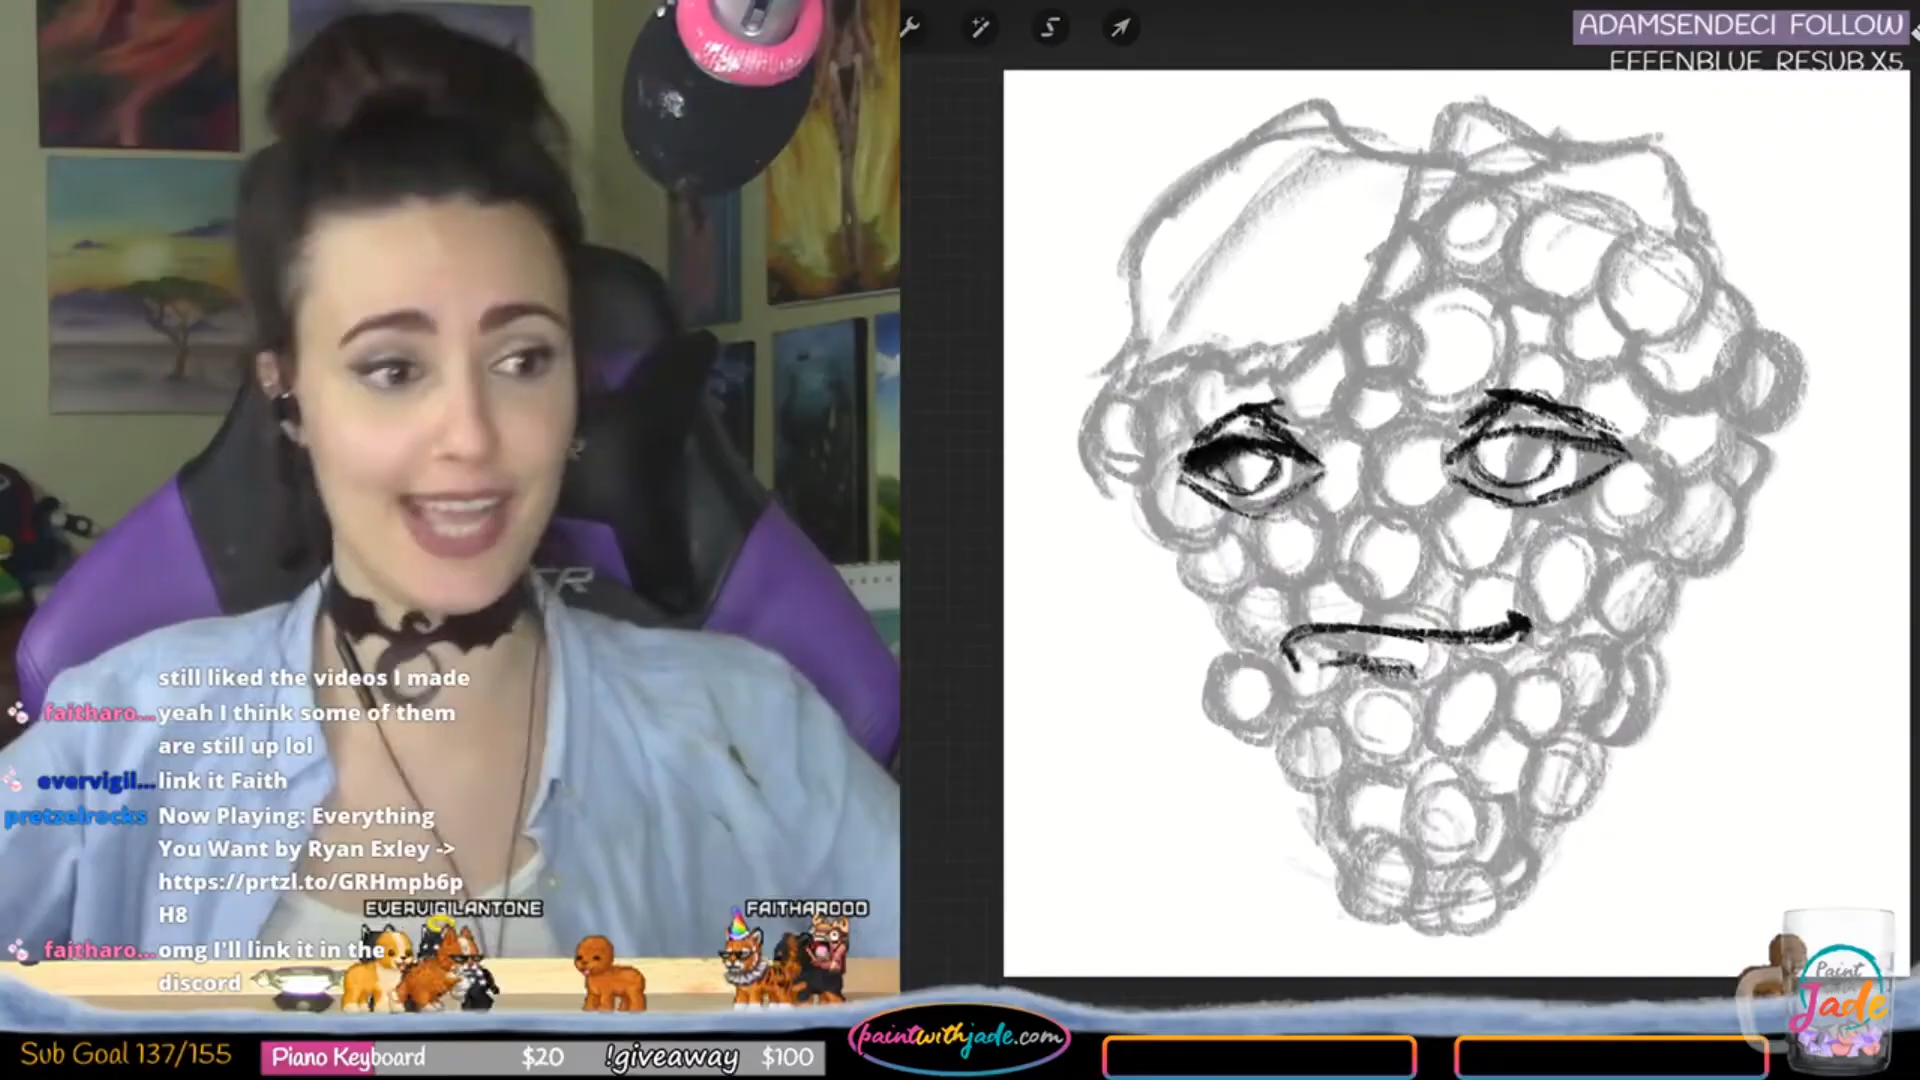 ADAMSENDECI FOLLOW
EFFENBLUE RESUB X5
still liked the videos I made
faitharo... yeah I think some of them
are still up lol
evervigil... link it Faith
pretzelrocks Now Playing: Everything
You Want by Ryan Exley ->
https://prtzl.to/GRHmpb6p
H8
faitharo... omg I'll link it in the
discord
EVERVIGILANTONE
FAITHAROOO
Paint
Jade
paintwithjade.com
Sub Goal 137/155
Piano Keyboard $20
!giveaway $100